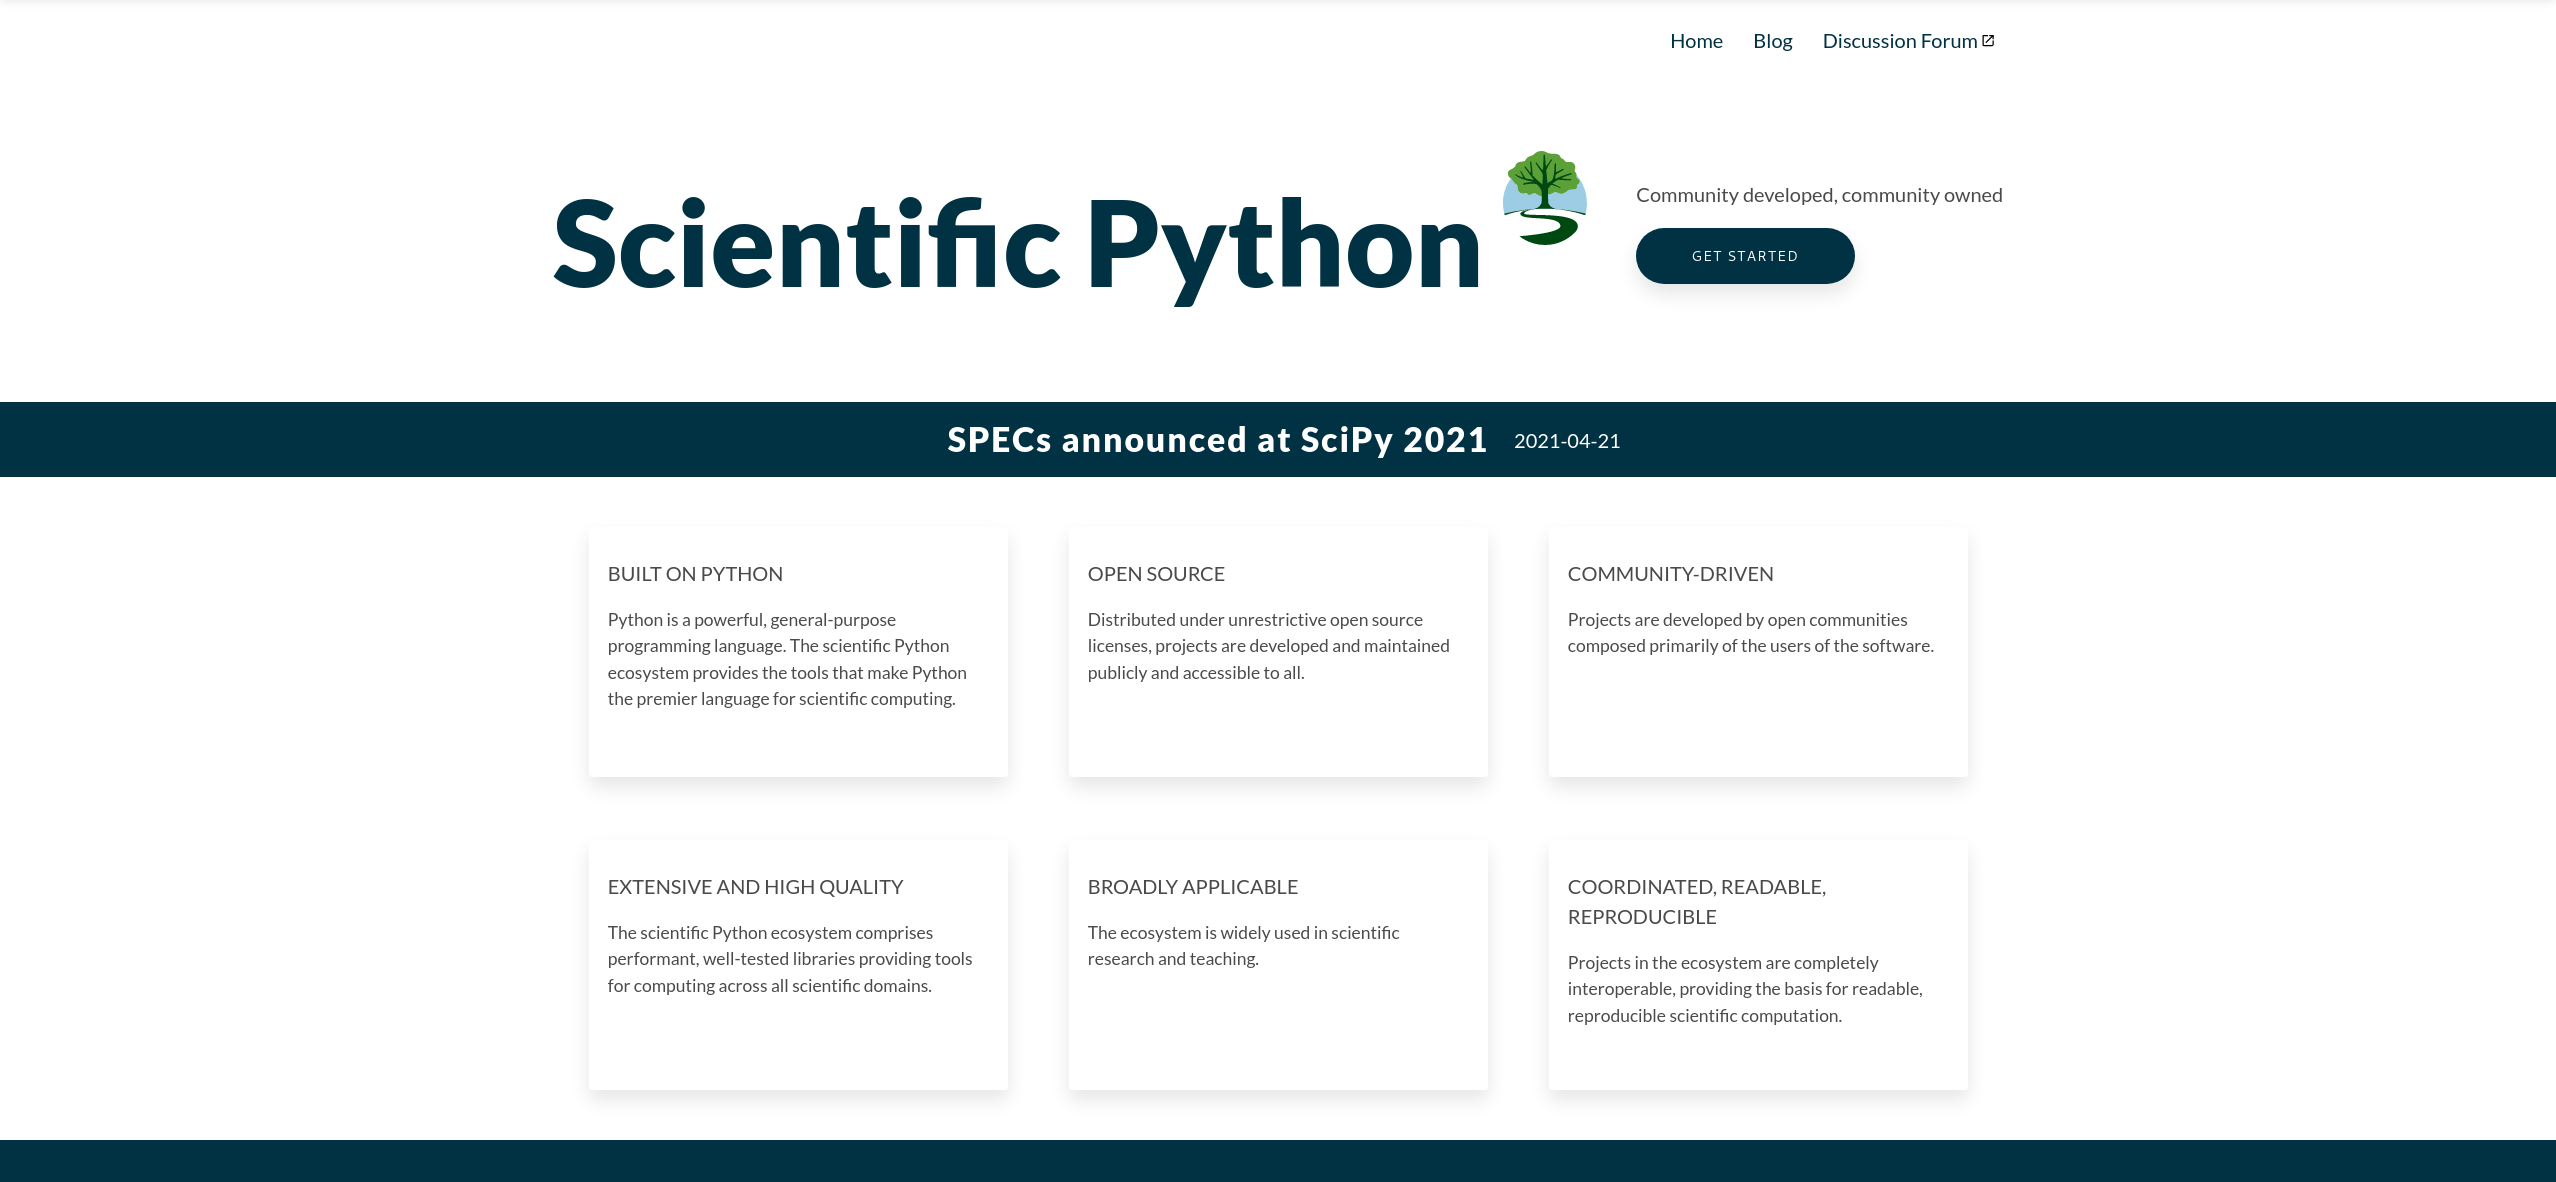 Home Blog Discussion Forum
Scientific Python
Community developed, community owned
GET STARTED
SPECs announced at SciPy 2021 2021-04-21
BUILT ON PYTHON
Python is a powerful, general-purpose
programming language. The scientific Python
ecosystem provides the tools that make Python
the premier language for scientific computing.
OPEN SOURCE
Distributed under unrestrictive open source
licenses, projects are developed and maintained
publicly and accessible to all.
COMMUNITY-DRIVEN
Projects are developed by open communities
composed primarily of the users of the software.
EXTENSIVE AND HIGH QUALITY
The scientific Python ecosystem comprises
performant, well-tested libraries providing tools
for computing across all scientific domains.
BROADLY APPLICABLE
The ecosystem is widely used in scientific
research and teaching.
COORDINATED, READABLE,
REPRODUCIBLE
Projects in the ecosystem are completely
interoperable, providing the basis for readable,
reproducible scientific computation.